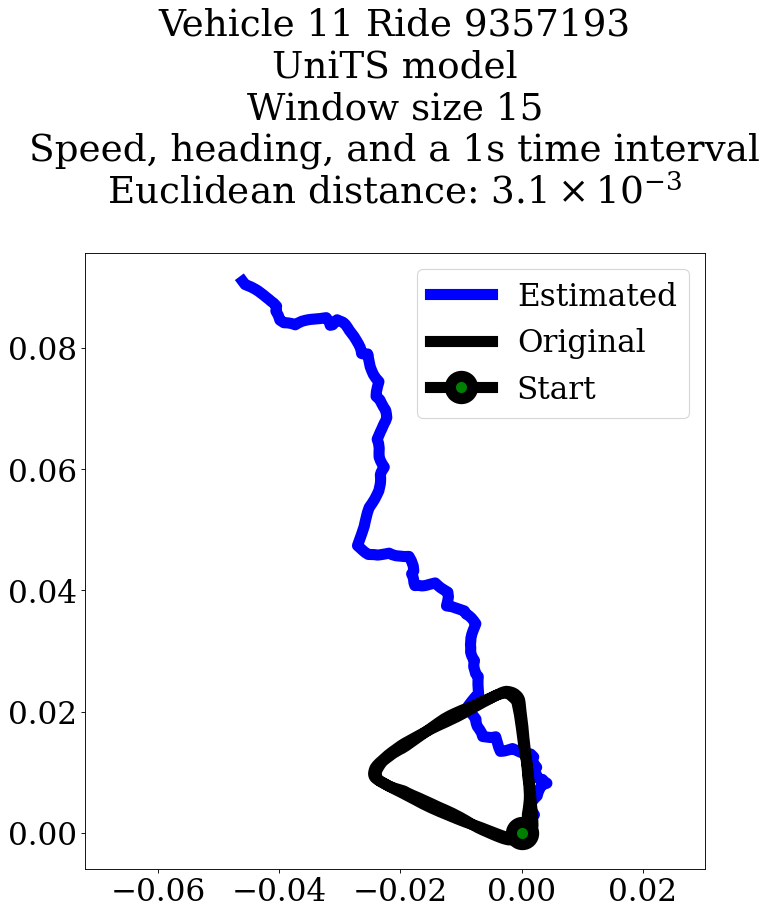 Vehicle 11 Ride 9357193
UniTS model
Window size 15
Speed, heading, and a 1s time interval
Euclidean distance: 3.1 × 10⁻³
Estimated
Original
Start
0.08
0.06
0.04
0.02
0.00
−0.06 −0.04 −0.02 0.00 0.02